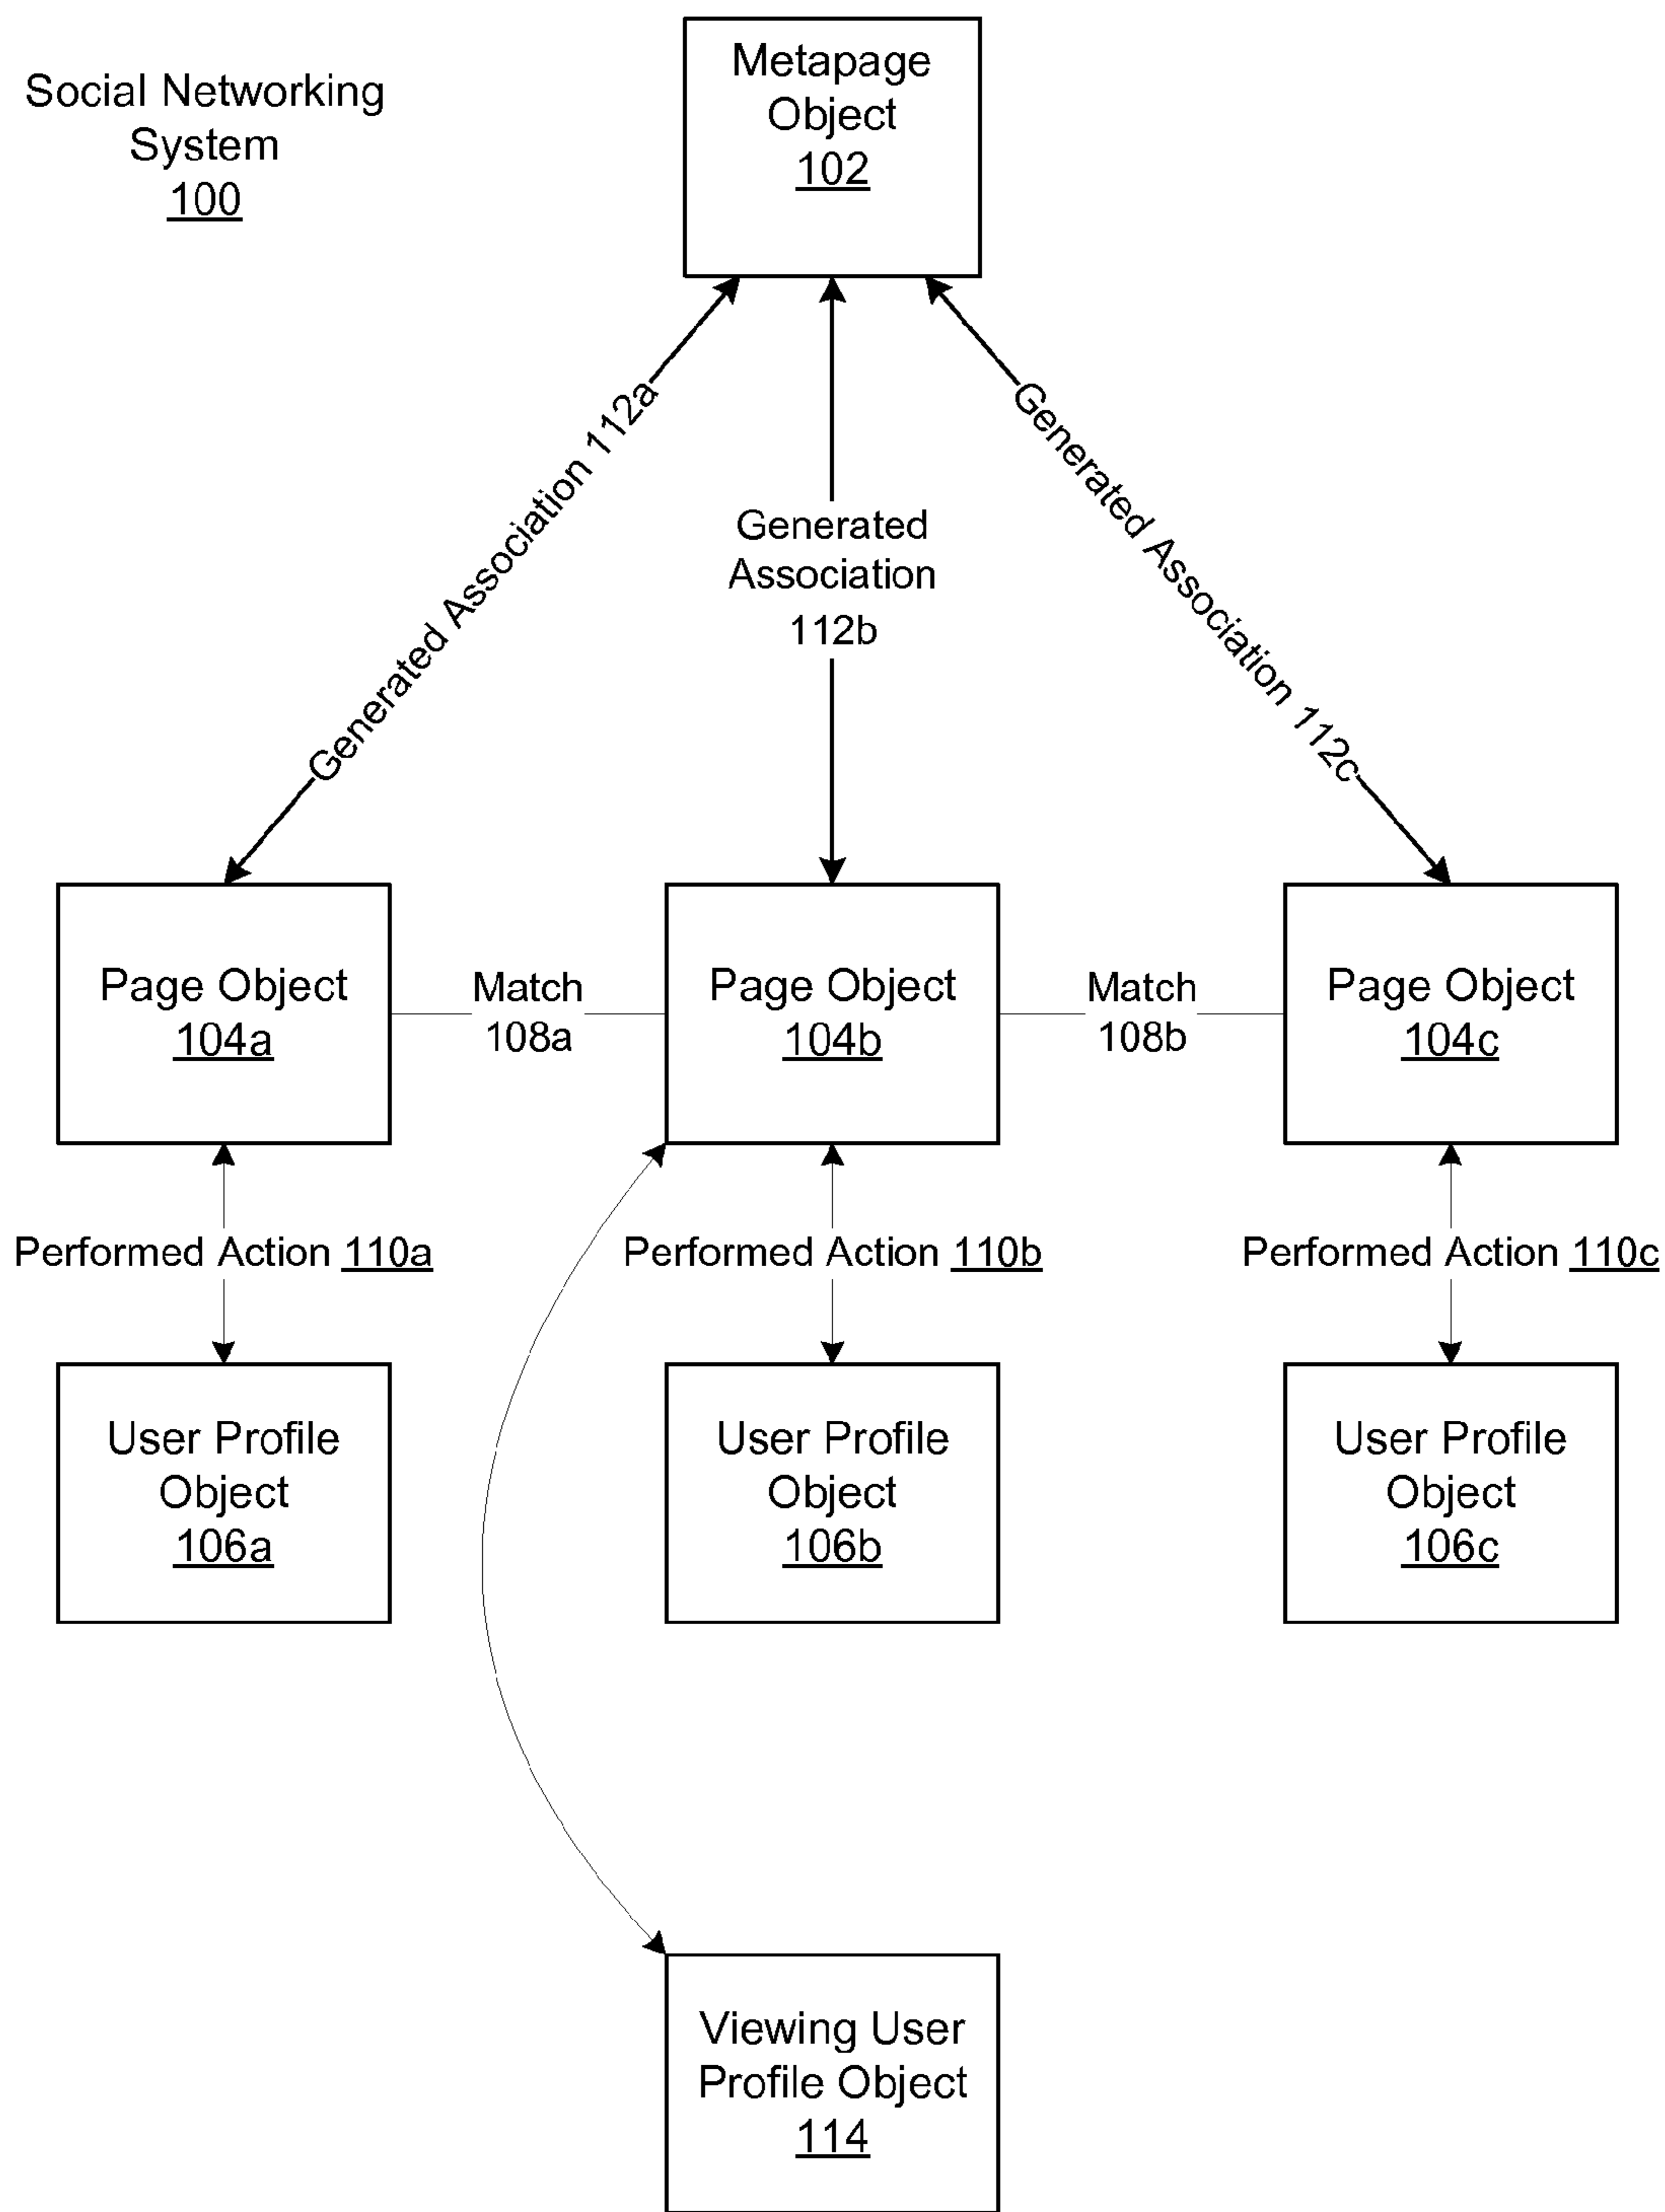 Social Networking
System
100
Metapage
Object
102
Generated Association 112a
Generated
Association
112b
Generated Association 112c
Page Object
104a
Match
108a
Page Object
104b
Match
108b
Page Object
104c
Performed Action 110a
Performed Action 110b
Performed Action 110c
User Profile
Object
106a
User Profile
Object
106b
User Profile
Object
106c
Viewing User
Profile Object
114